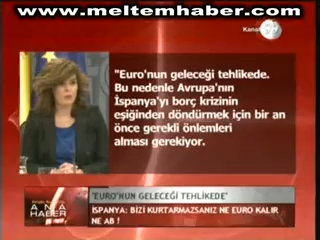 www.meltemhaber.com
Kanal
"Euro'nun geleceği tehlikede.
Bu nedenle Avrupa'nın
İspanya'yı borç krizinin
eşiğinden döndürmek için bir an
önce gerekli önlemleri
alması gerekiyor.
ANA
HABER
'EURO'NUN GELECEĞİ TEHLİKEDE'
İSPANYA: BİZİ KURTARMAZSANIZ NE EURO KALIR
NE AB !